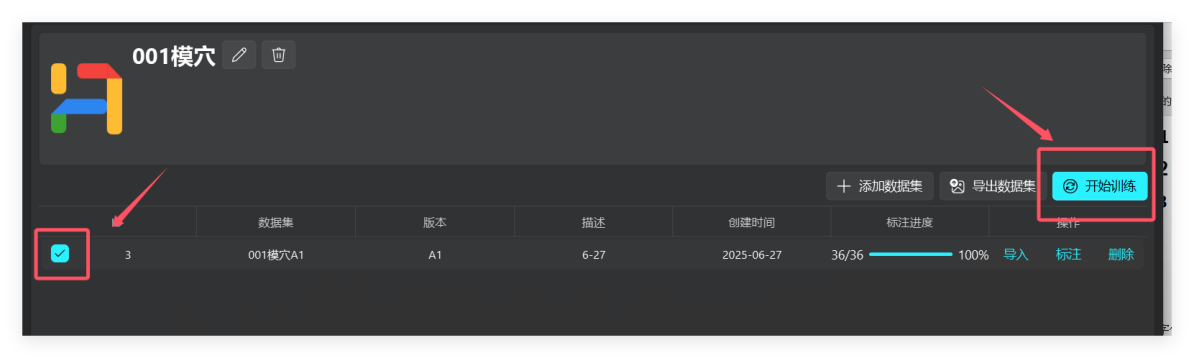 001模穴
添加数据集 导出数据集 开始训练
数据集 版本 描述 创建时间 标注进度 操作
3 001模穴A1 A1 6-27 2025-06-27 36/36 100% 导入 标注 删除